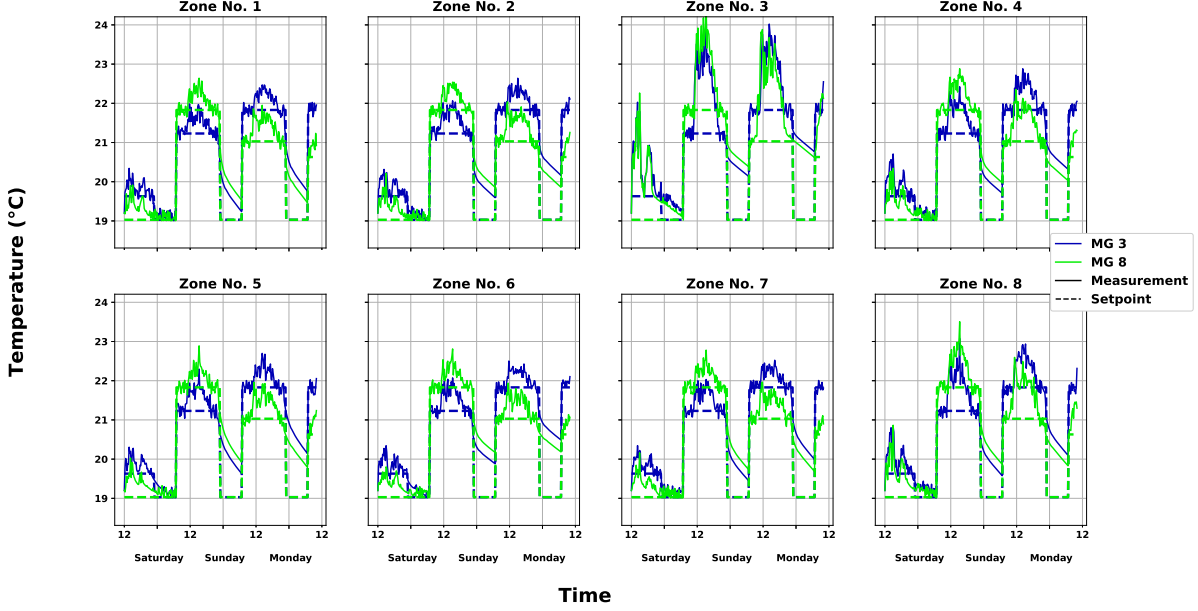 Zone No. 1 Zone No. 2 Zone No. 3 Zone No. 4
24
23
22
21
20
19
Temperature (°C)
MG 3
MG 8
Measurement
Setpoint
Zone No. 5 Zone No. 6 Zone No. 7 Zone No. 8
24
23
22
21
20
19
12 12 12 12 12 12 12 12 12 12 12 12 12 12 12 12
Saturday Sunday Monday Saturday Sunday Monday Saturday Sunday Monday Saturday Sunday Monday
Time